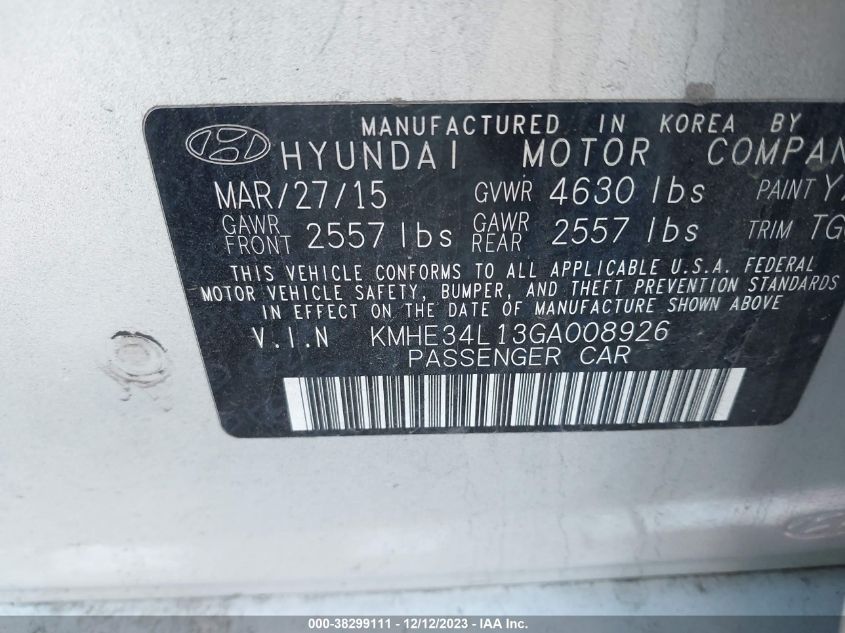 MANUFACTURED IN KOREA BY
HYUNDAI MOTOR COMPAN
MAR/27/15 GVWR 4630 lbs PAINT
GAWR FRONT 2557 lbs GAWR REAR 2557 lbs TRIM
THIS VEHICLE CONFORMS TO ALL APPLICABLE U.S.A. FEDERAL
MOTOR VEHICLE SAFETY, BUMPER, AND THEFT PREVENTION STANDARDS
IN EFFECT ON THE DATE OF MANUFACTURE SHOWN ABOVE
V.I.N KMHE34L13GA008926
PASSENGER CAR
000-38299111 - 12/12/2023 - IAA Inc.